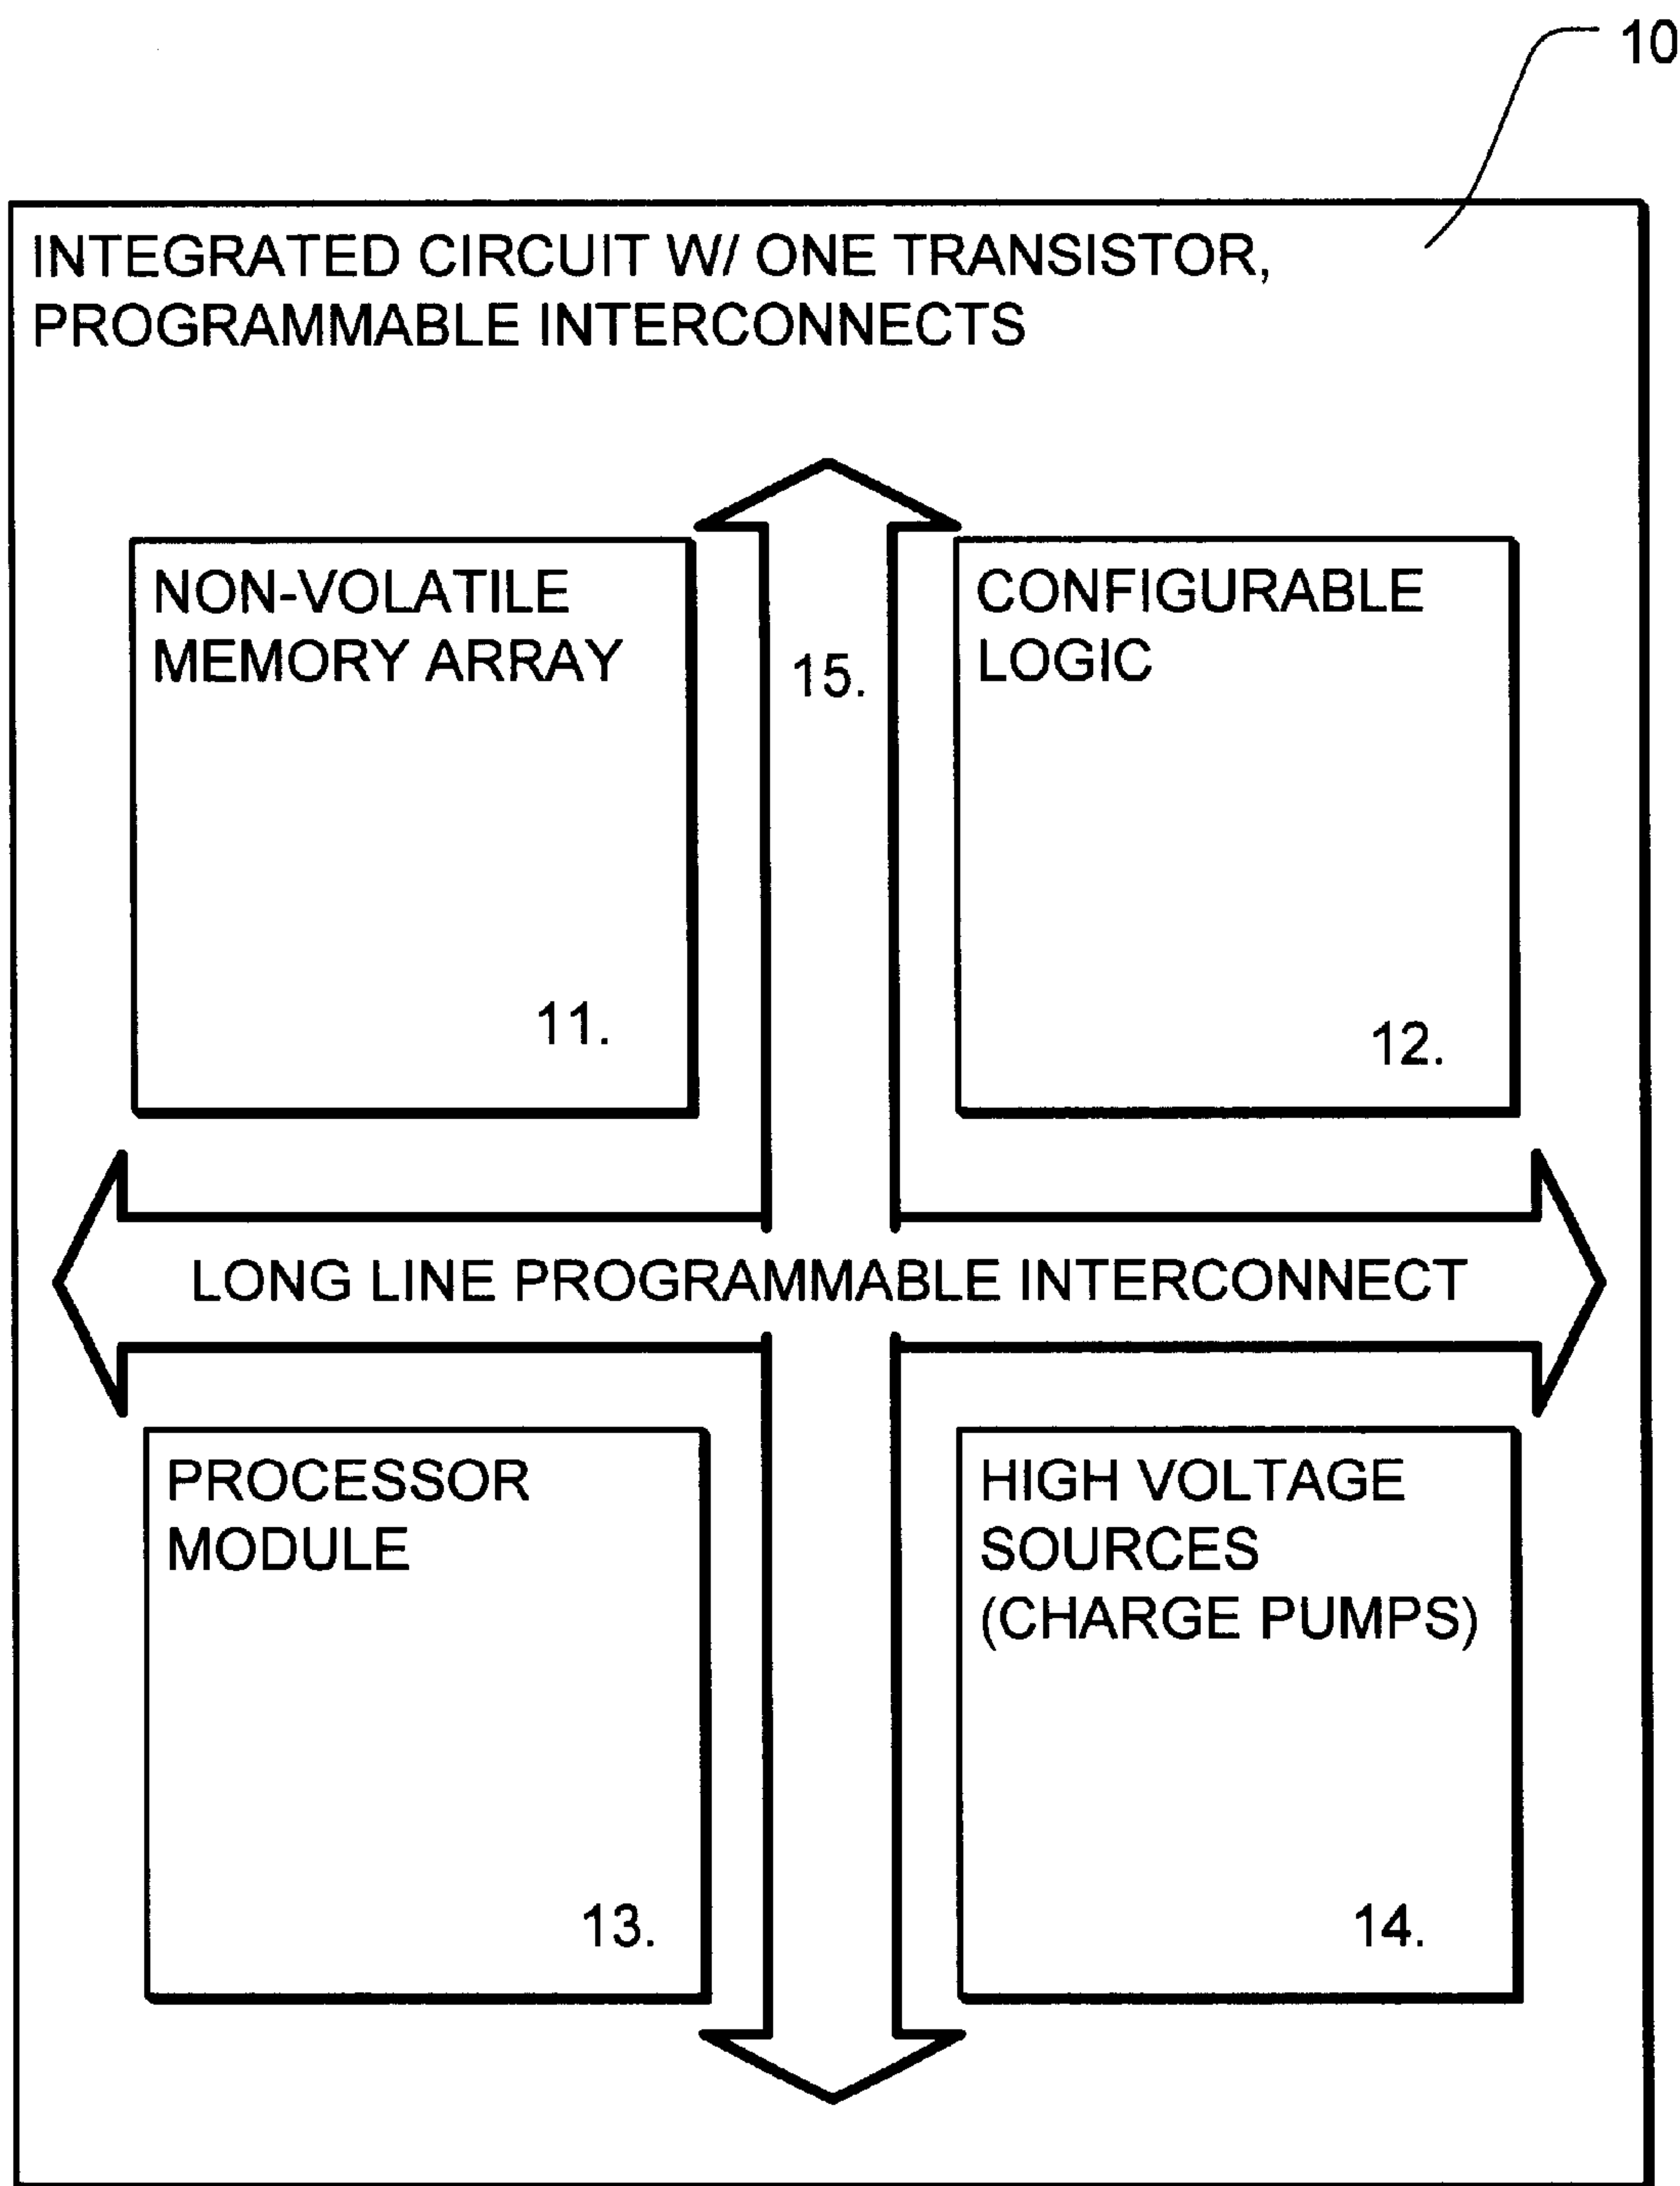 10
INTEGRATED CIRCUIT W/ ONE TRANSISTOR,
PROGRAMMABLE INTERCONNECTS
NON-VOLATILE
MEMORY ARRAY
11.
15.
CONFIGURABLE
LOGIC
12.
LONG LINE PROGRAMMABLE INTERCONNECT
PROCESSOR
MODULE
13.
HIGH VOLTAGE
SOURCES
(CHARGE PUMPS)
14.